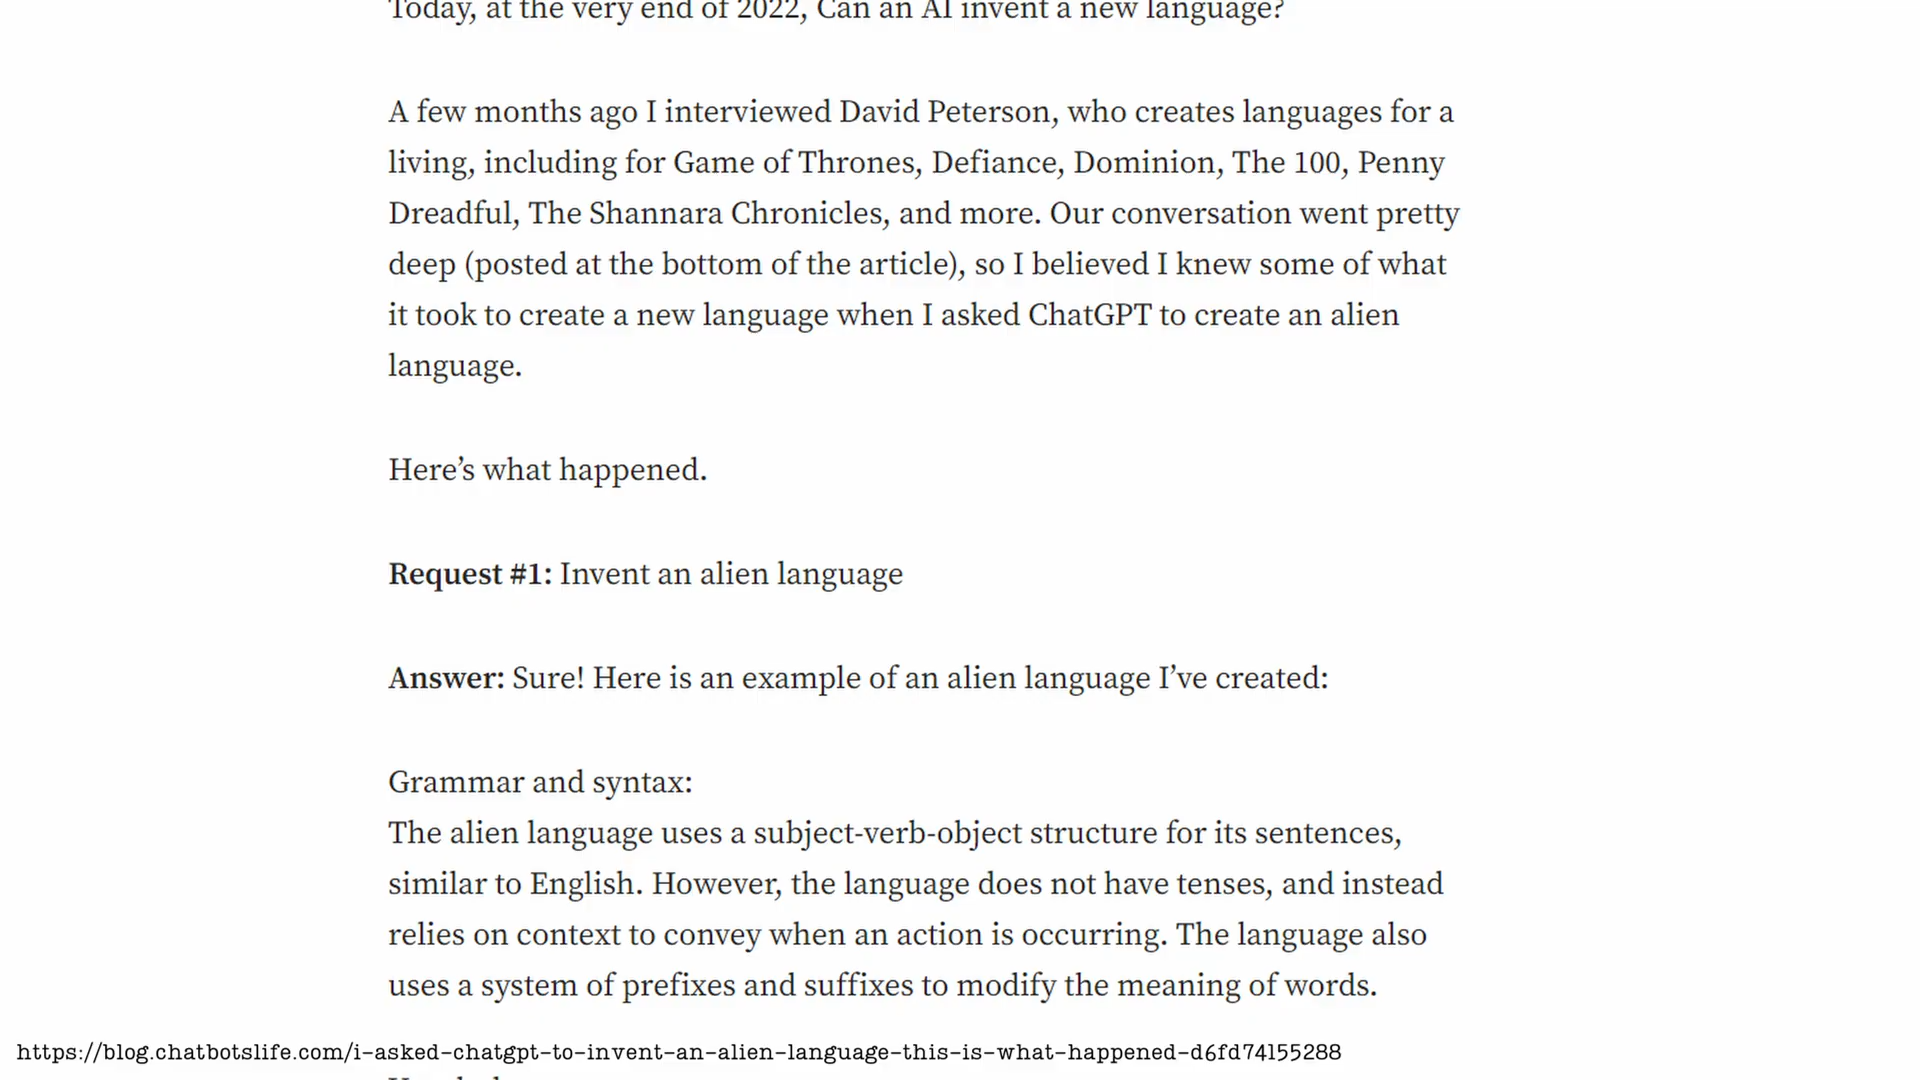 Today, at the very end of 2022, Can an AI invent a new language?
A few months ago I interviewed David Peterson, who creates languages for a
living, including for Game of Thrones, Defiance, Dominion, The 100, Penny
Dreadful, The Shannara Chronicles, and more. Our conversation went pretty
deep (posted at the bottom of the article), so I believed I knew some of what
it took to create a new language when I asked ChatGPT to create an alien
language.
Here’s what happened.
Request #1: Invent an alien language
Answer: Sure! Here is an example of an alien language I’ve created:
Grammar and syntax:
The alien language uses a subject-verb-object structure for its sentences,
similar to English. However, the language does not have tenses, and instead
relies on context to convey when an action is occurring. The language also
uses a system of prefixes and suffixes to modify the meaning of words.
https://blog.chatbotslife.com/i-asked-chatgpt-to-invent-an-alien-language-this-is-what-happened-d6fd74155288